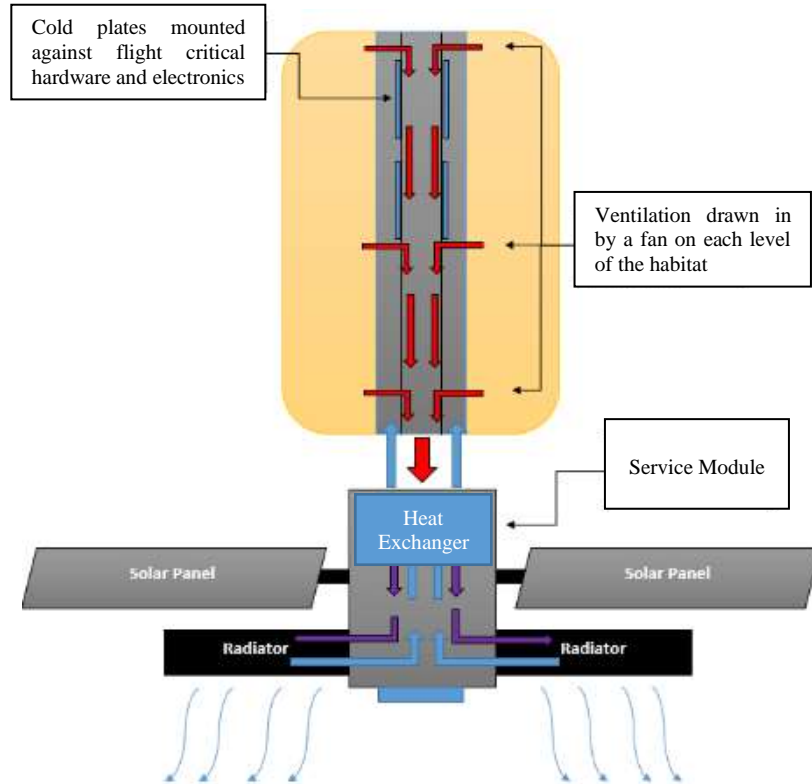 Cold plates mounted
against flight critical
hardware and electronics
Ventilation drawn in
by a fan on each level
of the habitat
Service Module
Heat
Exchanger
Solar Panel
Solar Panel
Radiator
Radiator